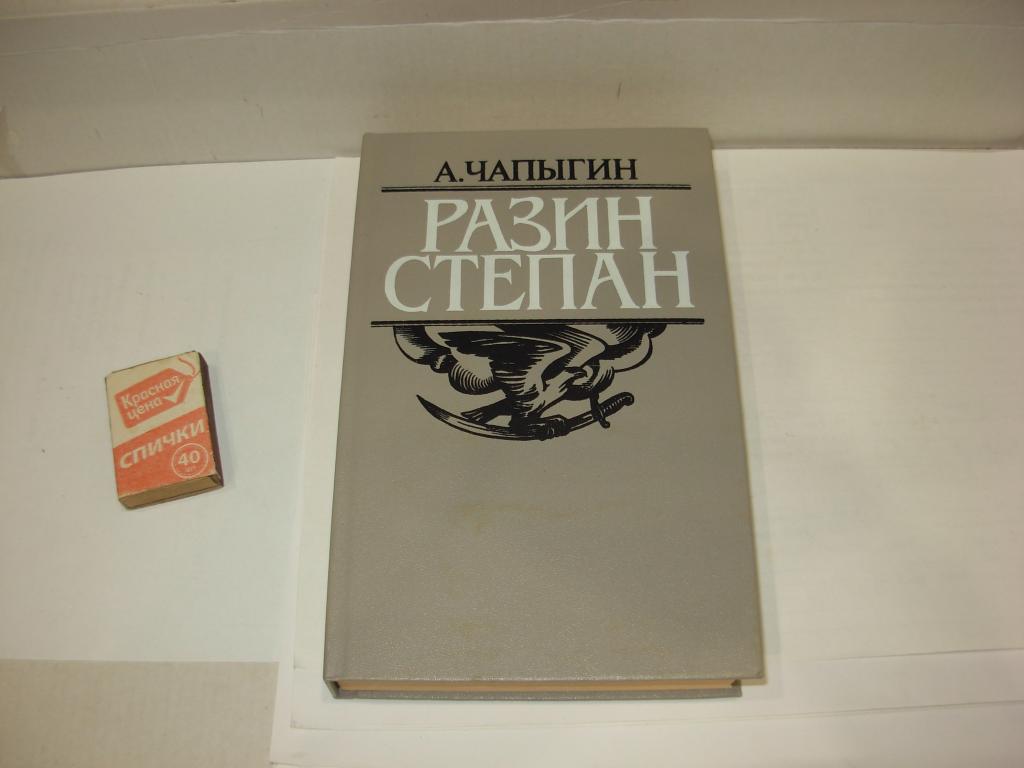 А.ЧАПЫГИН
РАЗИН
СТЕПАН
Красная
цена
СПИЧКИ
40